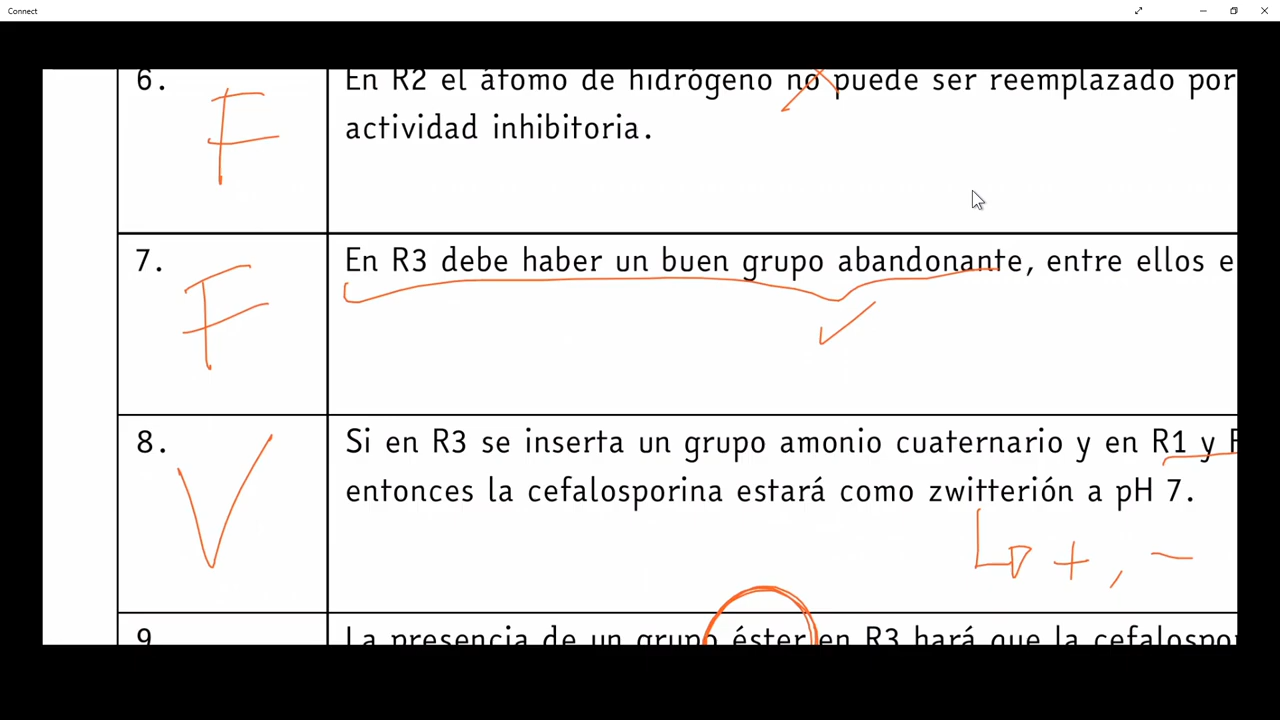 Connect
6.
F
En R2 el átomo de hidrógeno no puede ser reemplazado por
actividad inhibitoria.
7.
F
En R3 debe haber un buen grupo abandonante, entre ellos e
8.
V
Si en R3 se inserta un grupo amonio cuaternario y en R1 y
entonces la cefalosporina estará como zwitterión a pH 7.
+, −
9
La presencia de un grupo éster en R3 hará que la cefalospo